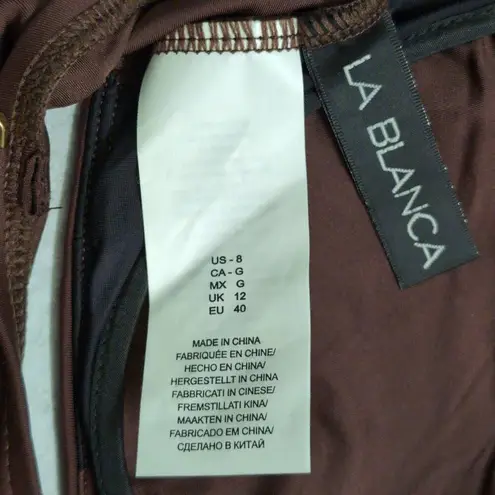 LA BLANCA
US - 8
CA - G
MX G
UK 12
EU 40
MADE IN CHINA
FABRIQUÉE EN CHINE/
HECHO EN CHINA/
HERGESTELLT IN CHINA
FABBRICATI IN CINESE/
FREMSTILLATI KINA/
MAAKTEN IN CHINA/
FABRICADO EM CHINA/
СДЕЛАНО В КИТАЙ